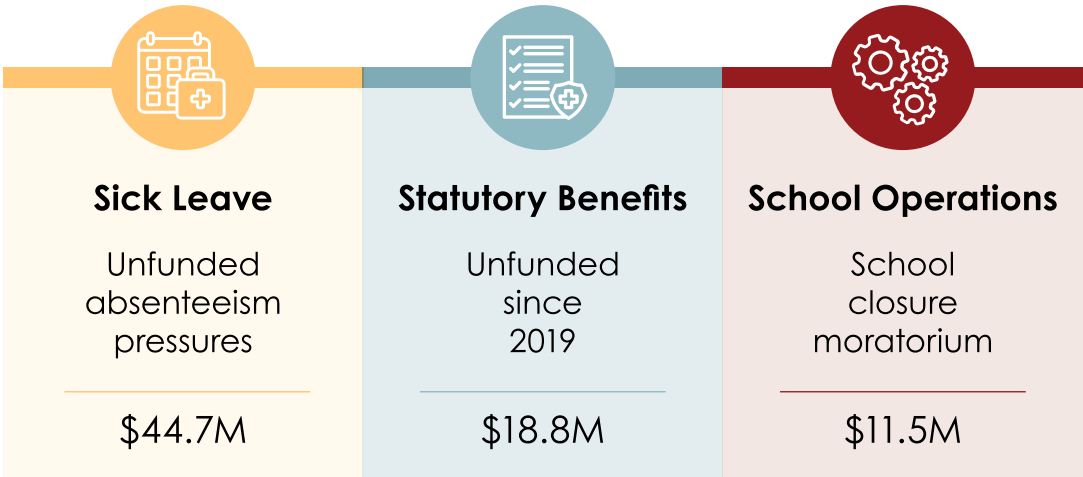 Sick Leave
Unfunded
absenteeism
pressures
$44.7M
Statutory Benefits
Unfunded
since
2019
$18.8M
School Operations
School
closure
moratorium
$11.5M